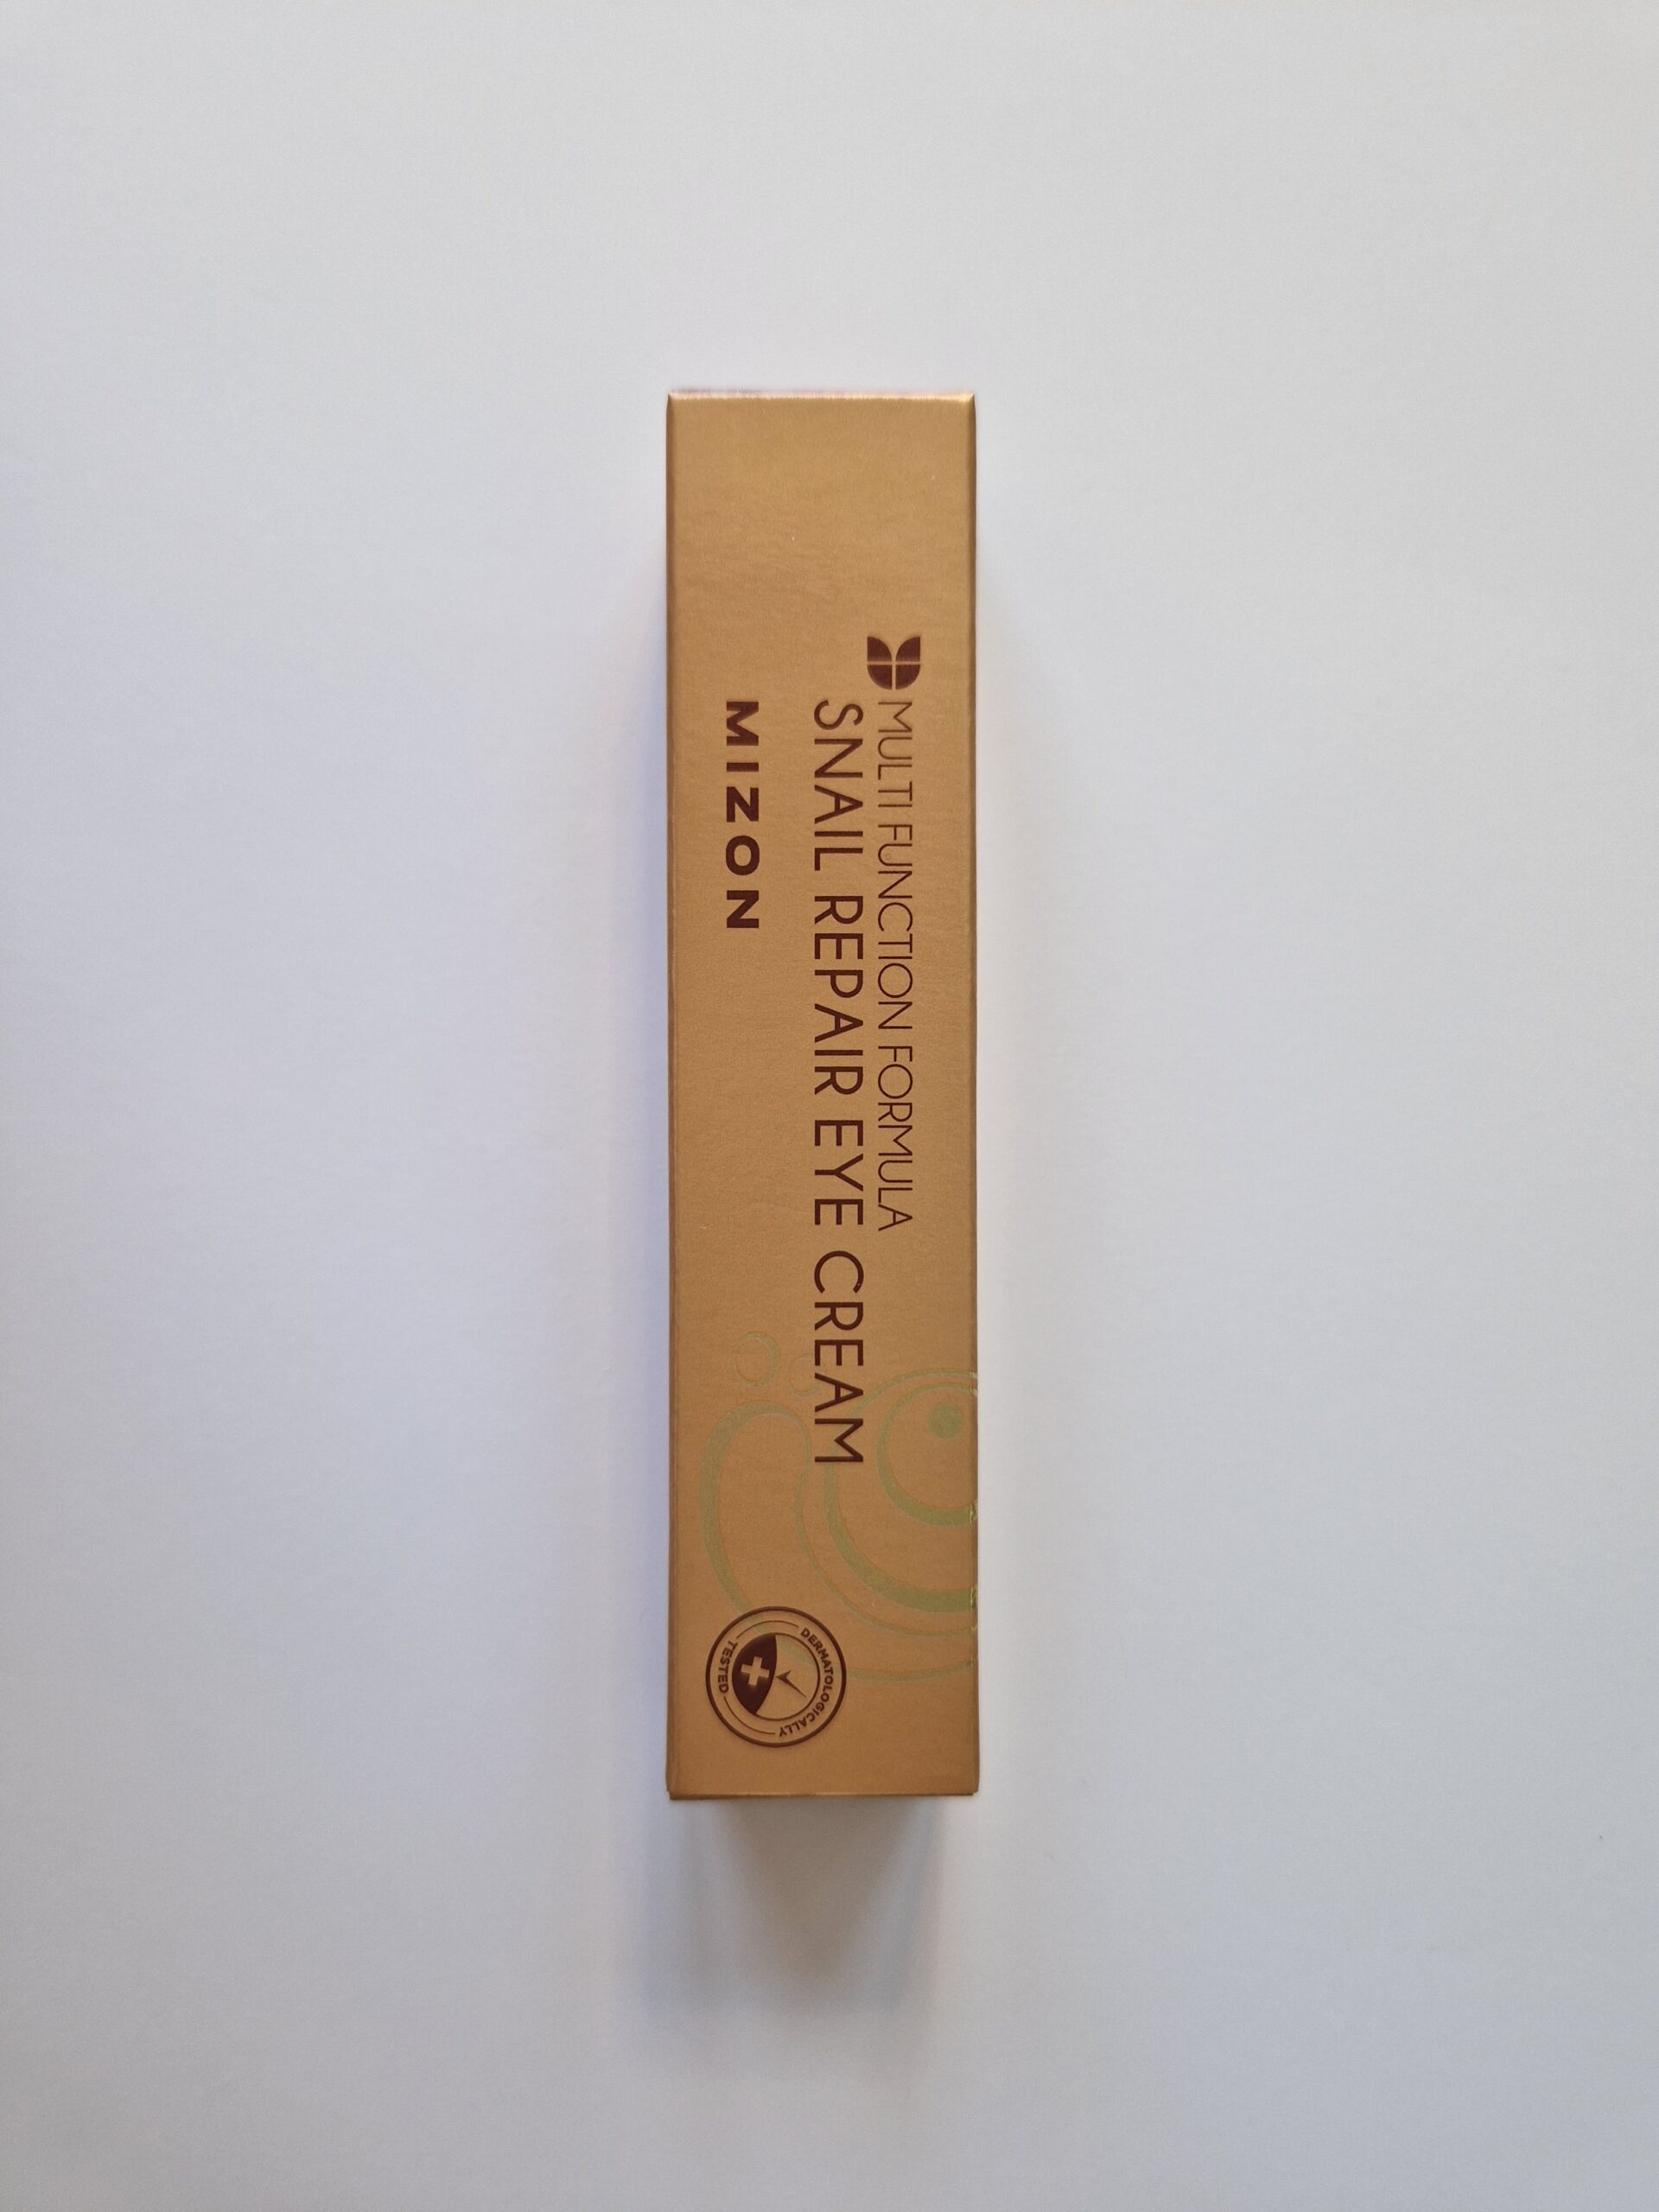 MULTI FUNCTION FORMULA
SNAIL REPAIR EYE CREAM
MIZON
DERMATOLOGICALLY
TESTED